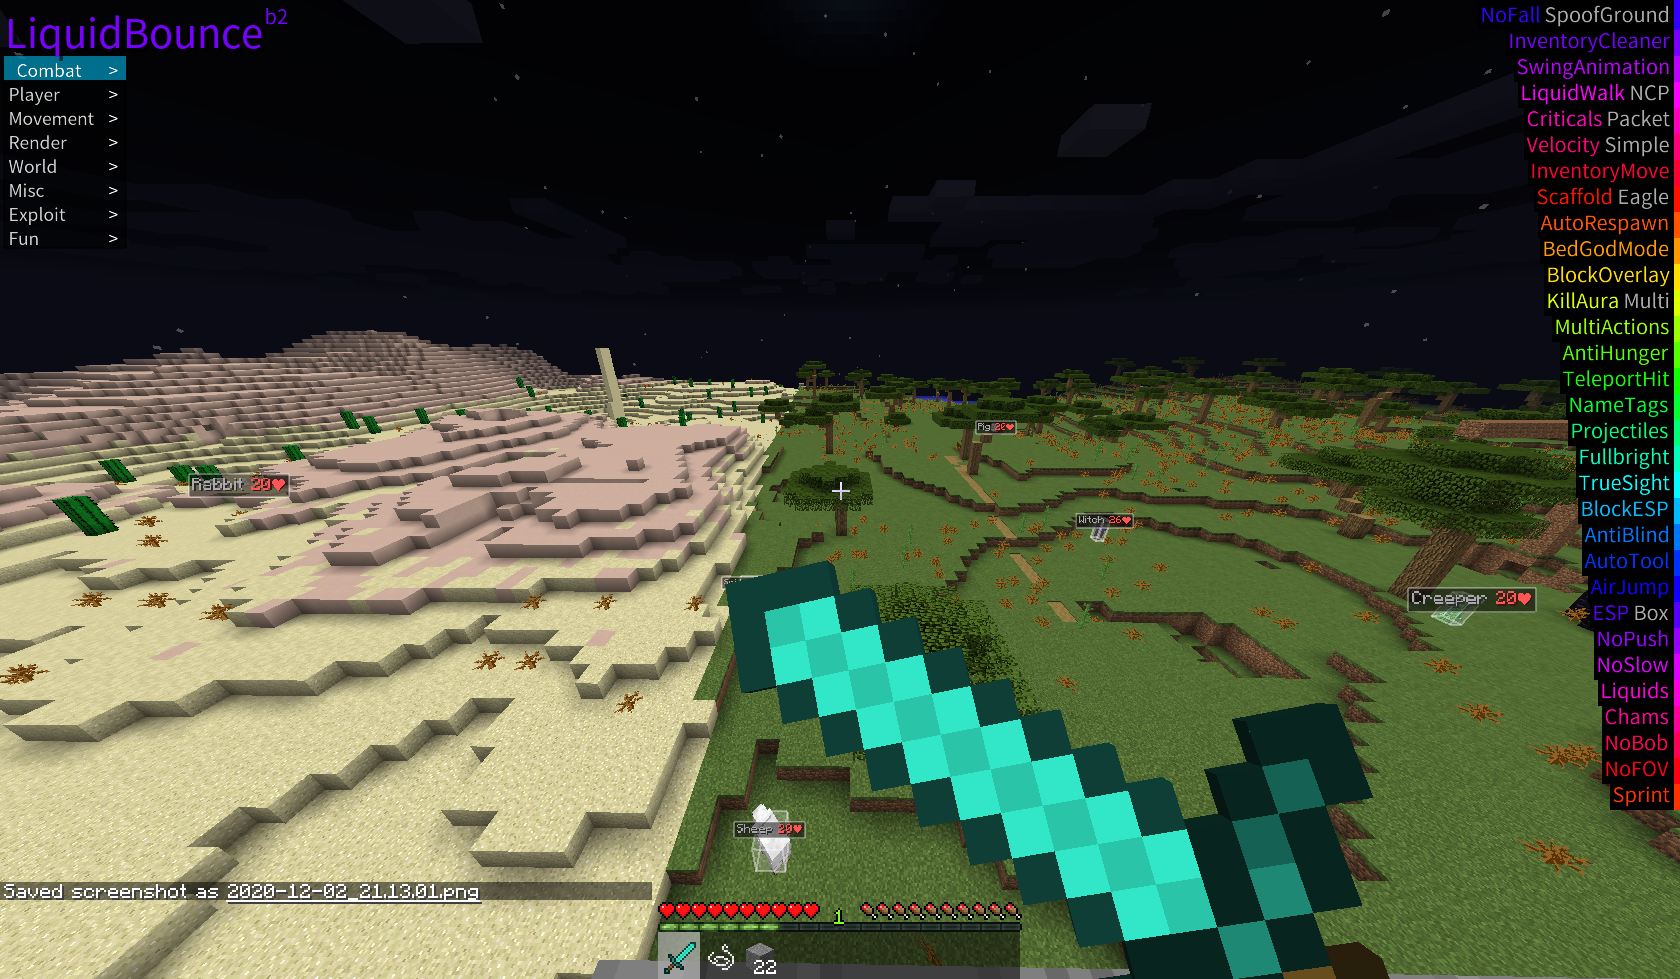 LiquidBounce b2
Combat >
Player >
Movement >
Render >
World >
Misc >
Exploit >
Fun >
NoFall SpoofGround
InventoryCleaner
SwingAnimation
LiquidWalk NCP
Criticals Packet
Velocity Simple
InventoryMove
Scaffold Eagle
AutoRespawn
BedGodMode
BlockOverlay
KillAura Multi
MultiActions
AntiHunger
TeleportHit
NameTags
Projectiles
Fullbright
TrueSight
BlockESP
AntiBlind
AutoTool
AirJump
ESP Box
NoPush
NoSlow
Liquids
Chams
NoBob
NoFOV
Sprint
Pig 20❤
Rabbit 20❤
Witch 26❤
Creeper 20❤
Sheep 20❤
Saved screenshot as 2020-12-02_21.13.01.png
1
22